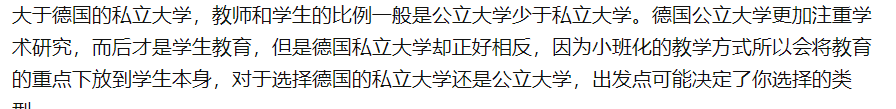 大于德国的私立大学，教师和学生的比例一般是公立大学少于私立大学。德国公立大学更加注重学
术研究，而后才是学生教育，但是德国私立大学却正好相反，因为小班化的教学方式所以会将教育
的重点下放到学生本身，对于选择德国的私立大学还是公立大学，出发点可能决定了你选择的类
型